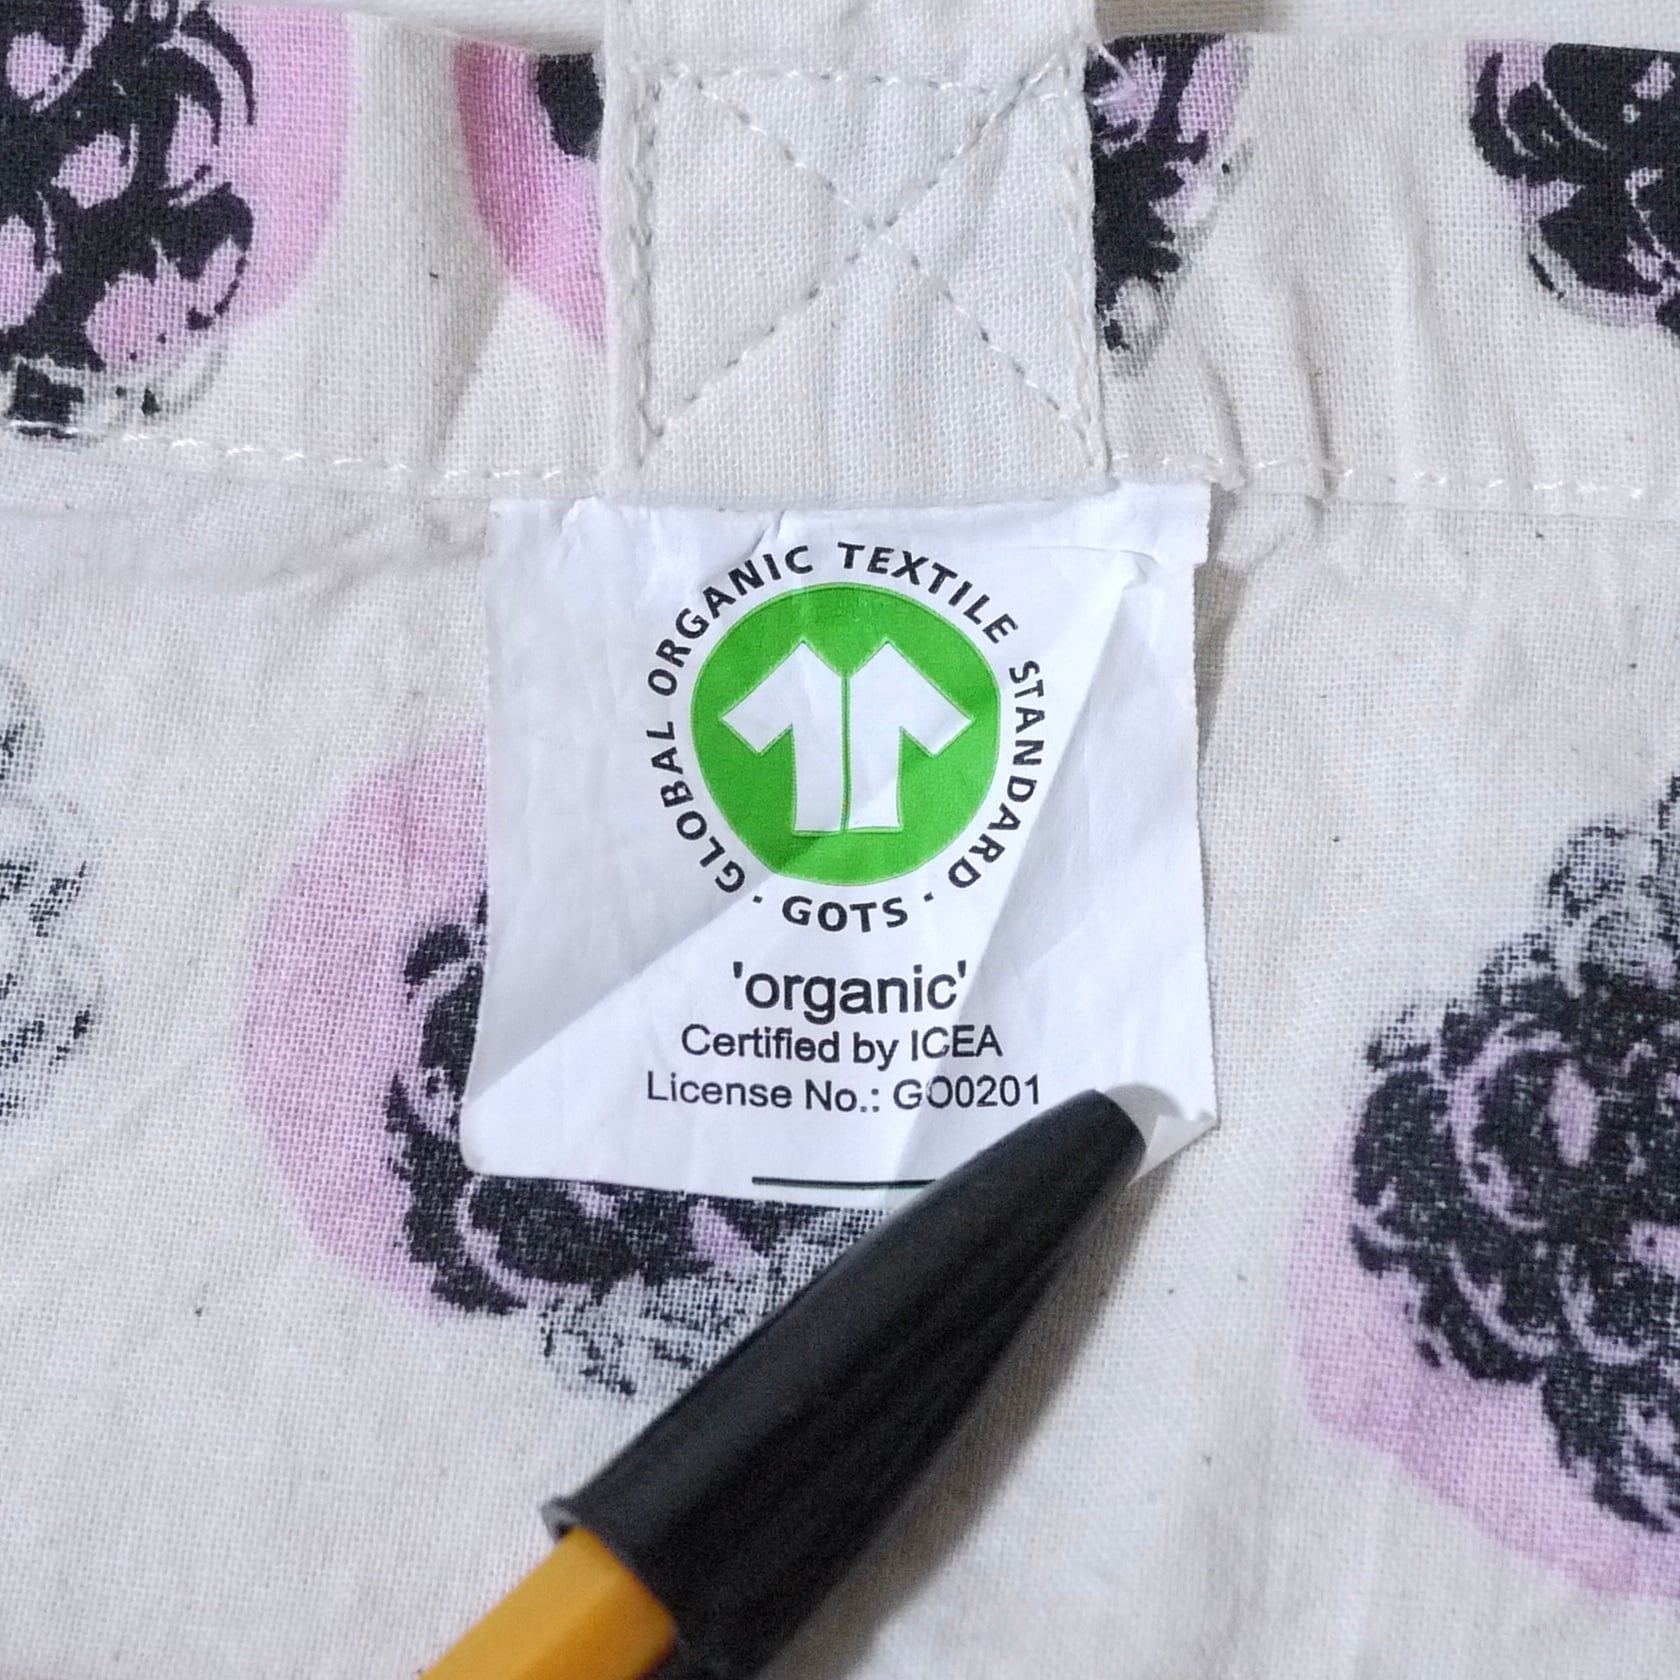 GLOBAL ORGANIC TEXTILE STANDARD · GOTS ·
'organic'
Certified by ICEA
License No.: GO0201